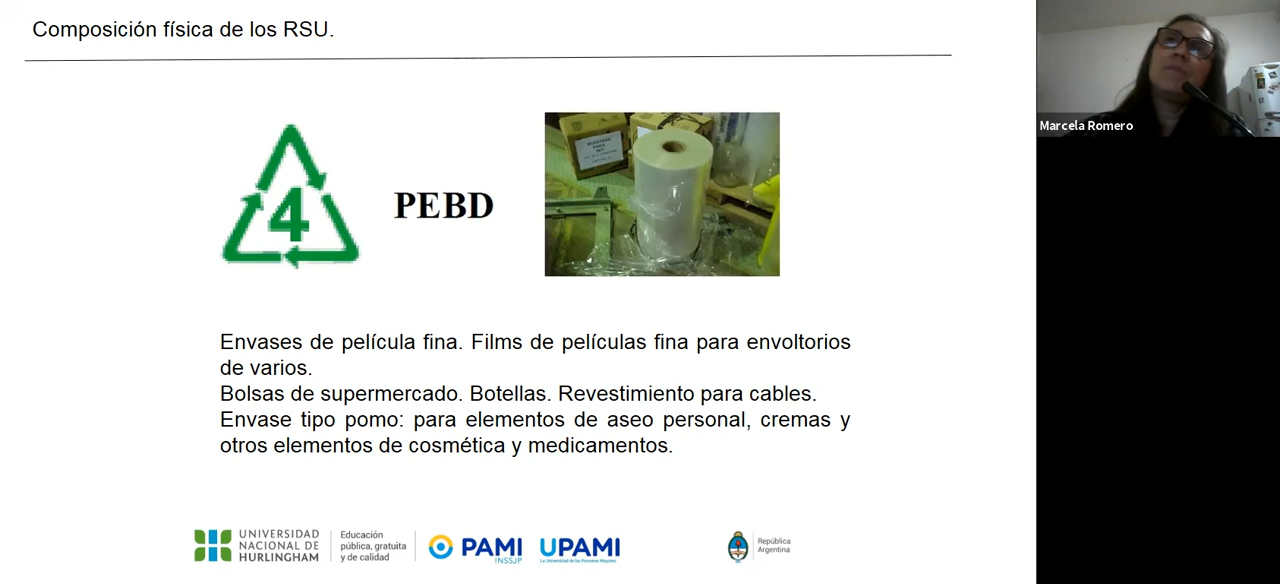 Composición física de los RSU.
Marcela Romero
4
PEBD
Envases de película fina. Films de películas fina para envoltorios
de varios.
Bolsas de supermercado. Botellas. Revestimiento para cables.
Envase tipo pomo: para elementos de aseo personal, cremas y
otros elementos de cosmética y medicamentos.
UNIVERSIDAD
NACIONAL DE
HURLINGHAM
Educación
pública, gratuita
y de calidad
PAMI
INSSJP
UPAMI
La Universidad de las Personas Mayores
República
Argentina